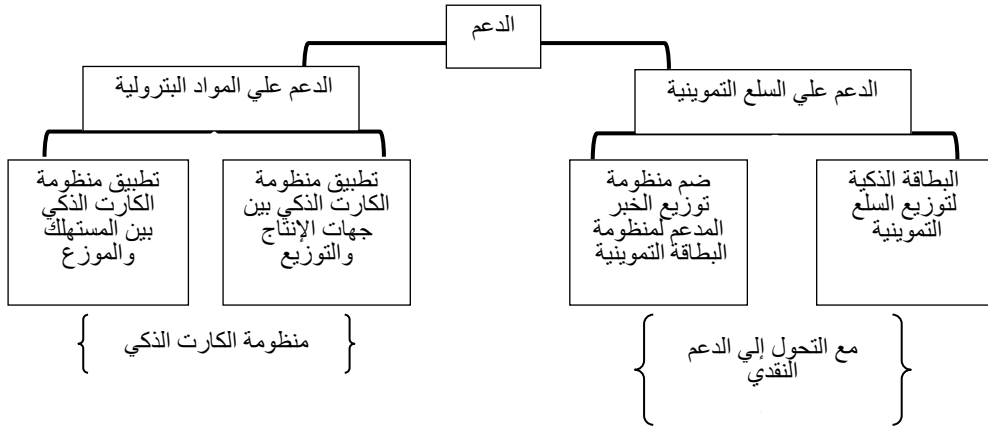 الدعم
الدعم علي السلع التموينية
الدعم علي المواد البترولية
البطاقة الذكية
لتوزيع السلع
التموينية
ضم منظومة
توزيع الخبر
المدعم لمنظومة
البطاقة التموينية
تطبيق منظومة
الكارت الذكي بين
جهات الإنتاج
والتوزيع
تطبيق منظومة
الكارت الذكي
بين المستهلك
والموزع
مع التحول إلي الدعم
النقدي
منظومة الكارت الذكي